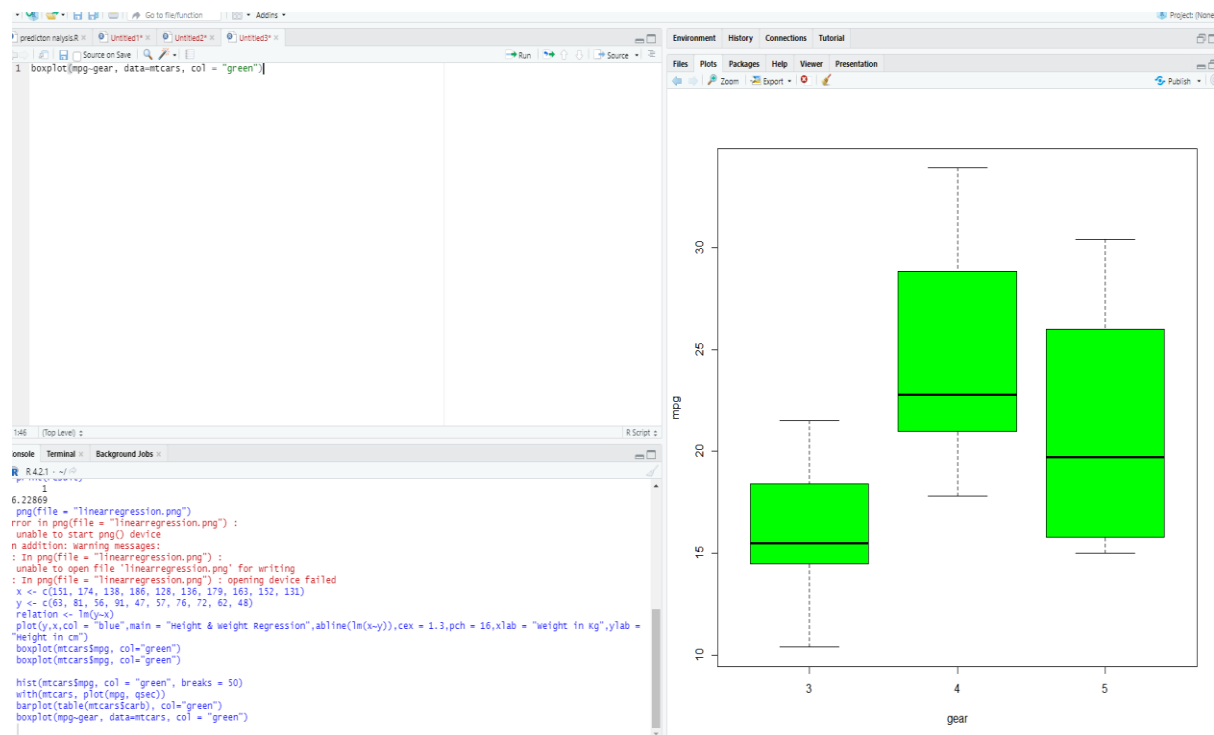 Go to file/function Addins Project: (None
predicton nalysis.R × Untitled1* × Untitled2* × Untitled3* ×
Source on Save Run Source
1 boxplot(mpg~gear, data=mtcars, col = "green")
1:46 (Top Level) R Script
onsole Terminal × Background Jobs ×
R 4.2.1 · ~/
1
6.22869
png(file = "linearregression.png")
rror in png(file = "linearregression.png") :
unable to start png() device
n addition: warning messages:
: In png(file = "linearregression.png") :
unable to open file 'linearregression.png' for writing
: In png(file = "linearregression.png") : opening device failed
x <- c(151, 174, 138, 186, 128, 136, 179, 163, 152, 131)
y <- c(63, 81, 56, 91, 47, 57, 76, 72, 62, 48)
relation <- lm(y~x)
plot(y,x,col = "blue",main = "Height & Weight Regression",abline(lm(x~y)),cex = 1.3,pch = 16,xlab = "Weight in Kg",ylab =
"Height in cm")
boxplot(mtcars$mpg, col="green")
boxplot(mtcars$mpg, col="green")
hist(mtcars$mpg, col = "green", breaks = 50)
with(mtcars, plot(mpg, qsec))
barplot(table(mtcars$carb), col="green")
boxplot(mpg~gear, data=mtcars, col = "green")
Environment History Connections Tutorial
Files Plots Packages Help Viewer Presentation
Zoom Export Publish
30
25
20
15
10
mpg
3 4 5
gear